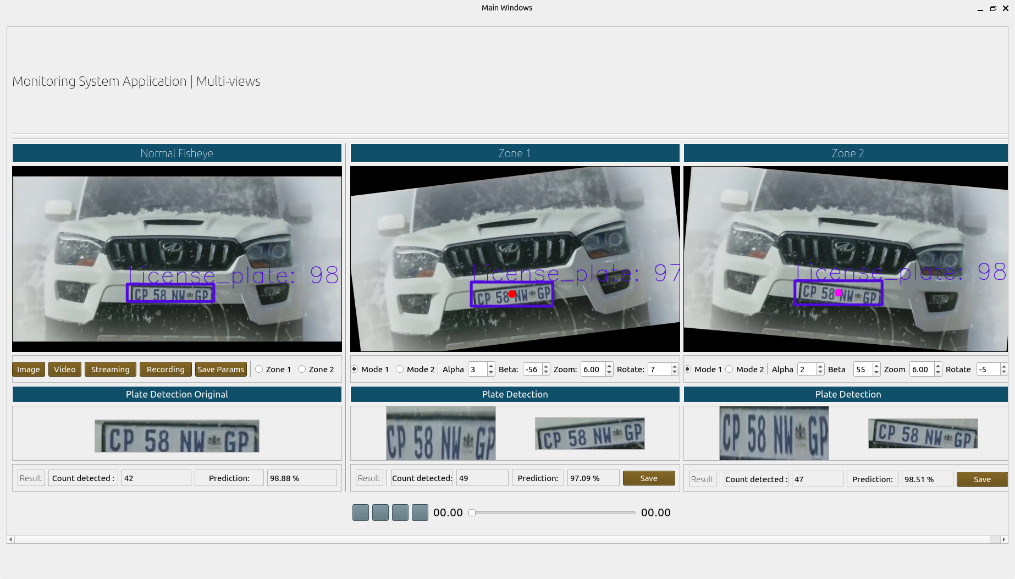 Main Windows
Monitoring System Application | Multi-views
Normal Fisheye
Zone 1
Zone 2
License_plate: 98
License_plate: 97
License_plate: 98
CP 58 NW GP
CP 58 NW GP
CP 58 NW GP
Image Video Streaming Recording Save Params Zone 1 Zone 2
Mode 1 Mode 2 Alpha 3 Beta: -56 Zoom: 6.00 Rotate: 7
Mode 1 Mode 2 Alpha 2 Beta 55 Zoom 6.00 Rotate -5
Plate Detection Original
Plate Detection
Plate Detection
CP 58 NW GP
CP 58 NW GP
CP 58 NW GP
CP 58 NW GP
CP 58 NW GP
Result Count detected : 42 Prediction: 98.88 %
Result Count detected: 49 Prediction: 97.09 % Save
Result Count detected : 47 Prediction: 98.51 % Save
00.00 00.00